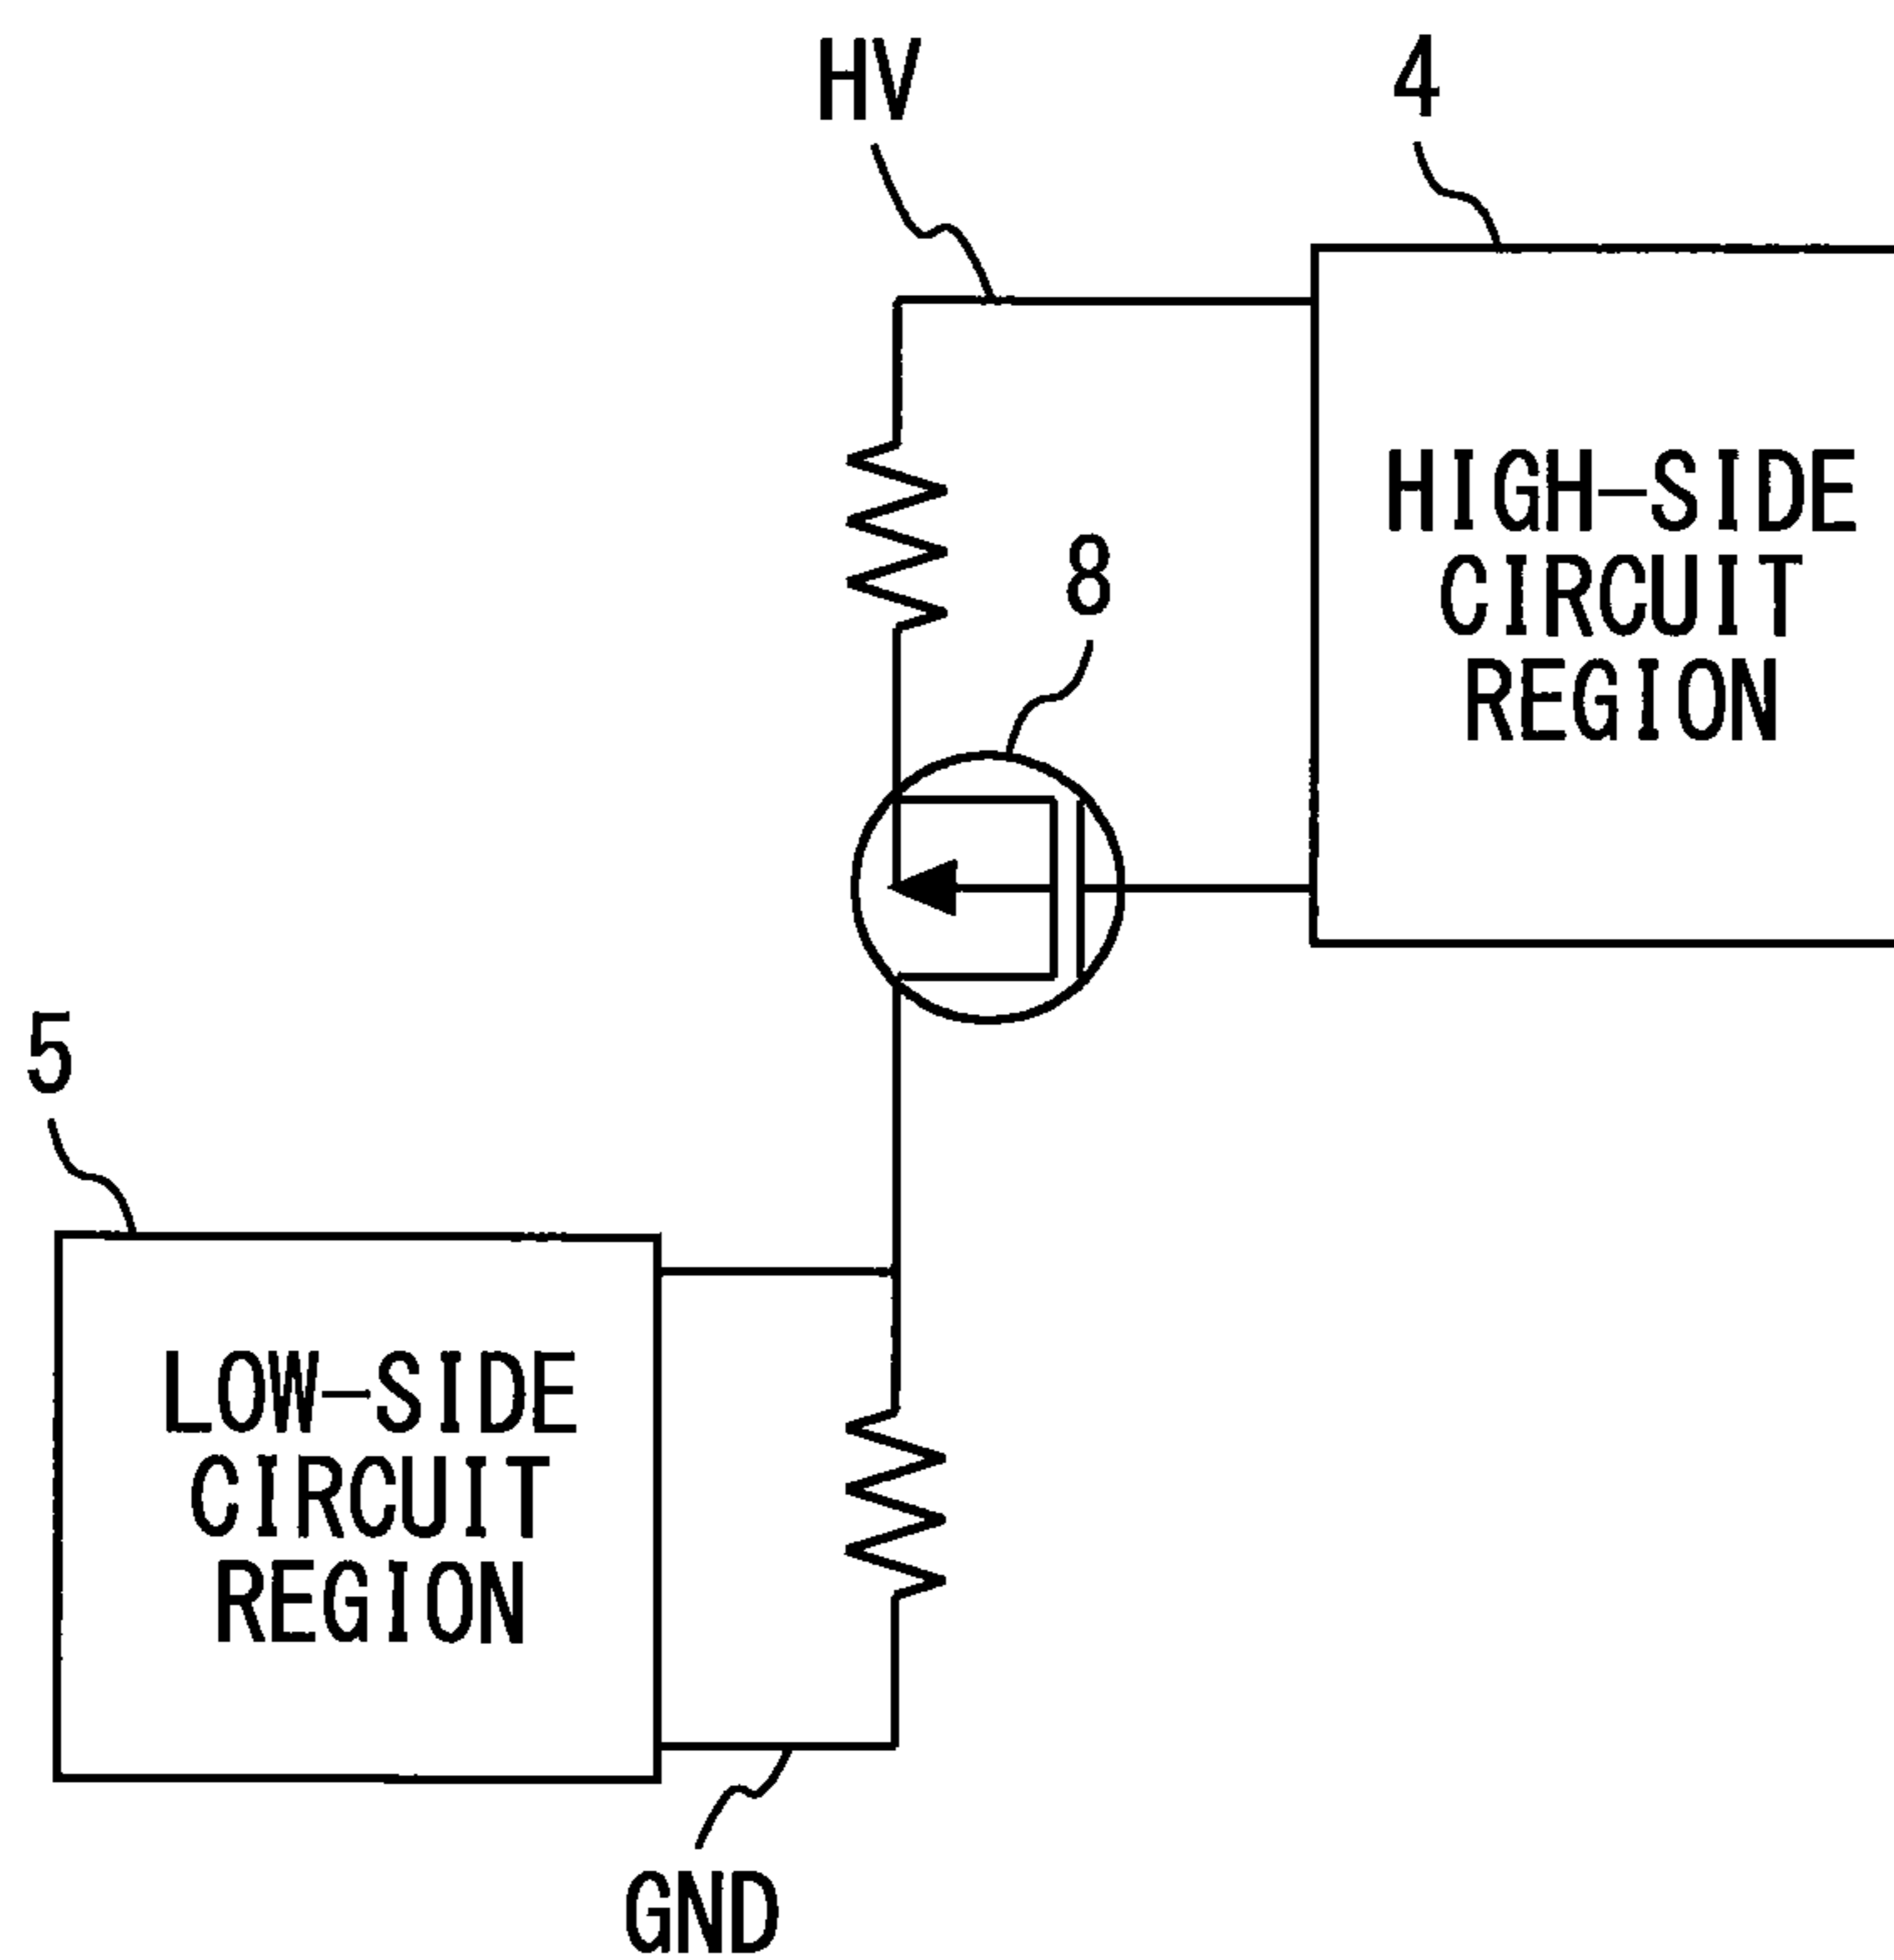 HV
4
HIGH-SIDE
CIRCUIT
REGION
8
5
LOW-SIDE
CIRCUIT
REGION
GND